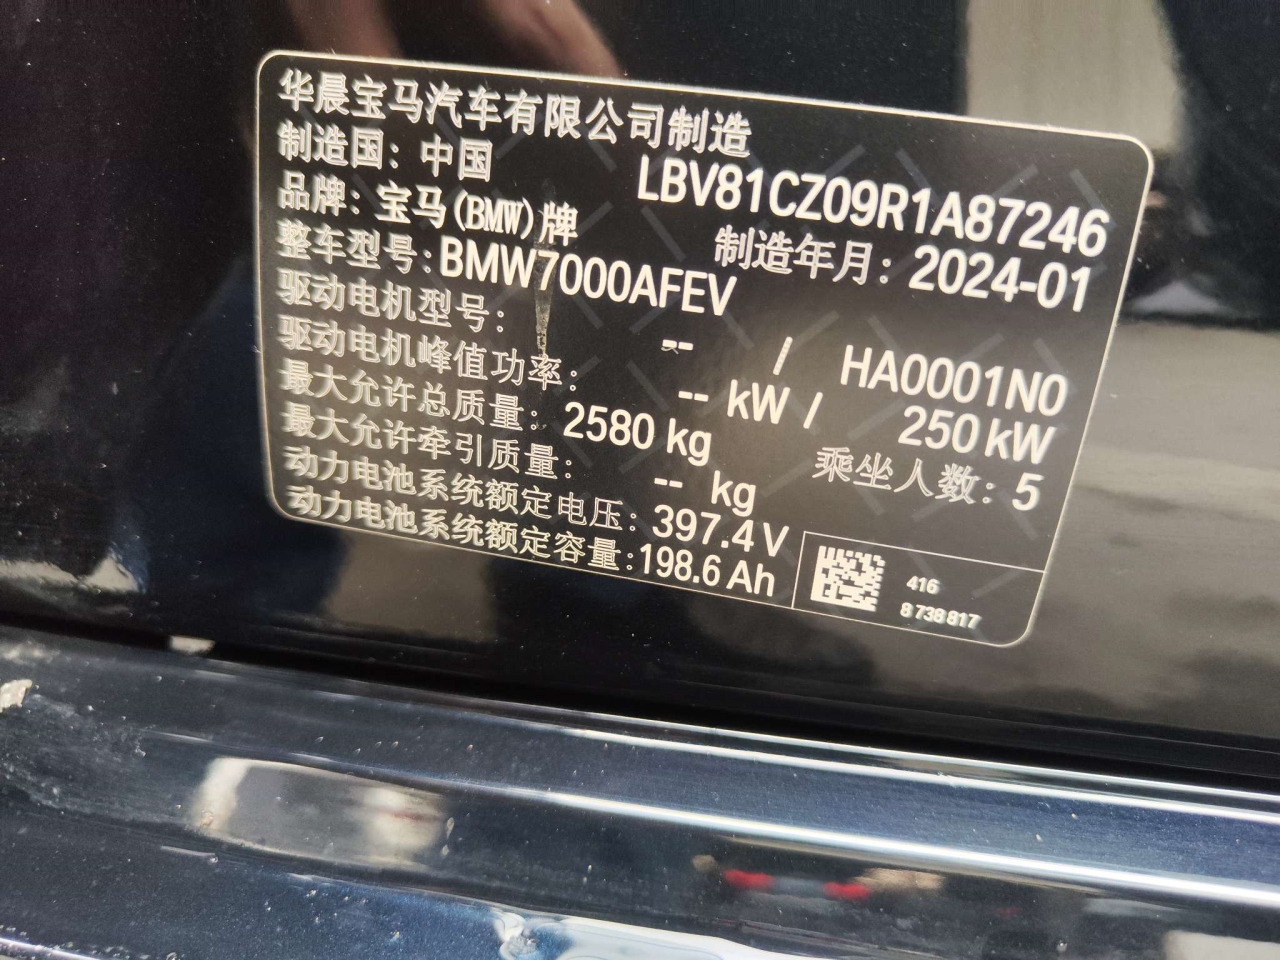 华晨宝马汽车有限公司制造
制造国：中国
LBV81CZ09R1A87246
品牌：宝马(BMW)牌
制造年月：2024-01
整车型号：BMW7000AFEV
驱动电机型号： -- / HA0001N0
驱动电机峰值功率： -- kW / 250 kW
最大允许总质量：2580 kg
乘坐人数：5
最大允许牵引质量： -- kg
动力电池系统额定电压：397.4 V
动力电池系统额定容量：198.6 Ah
416
8 738 817